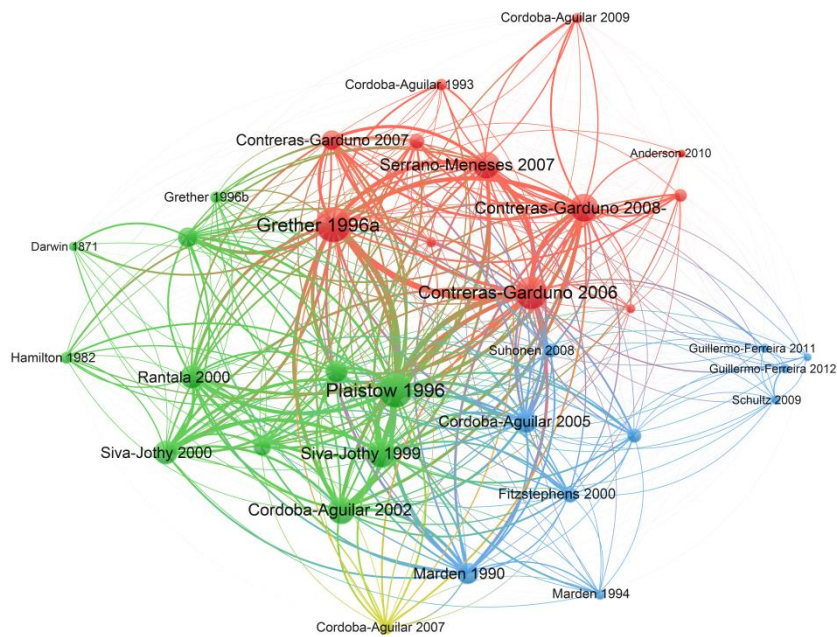 Cordoba-Aguilar 2009
Cordoba-Aguilar 1993
Contreras-Garduno 2007
Anderson 2010
Serrano-Meneses 2007
Grether 1996b
Contreras-Garduno 2008-
Grether 1996a
Darwin 1871
Contreras-Garduno 2006
Suhonen 2008
Guillermo-Ferreira 2011
Hamilton 1982
Guillermo-Ferreira 2012
Rantala 2000
Plaistow 1996
Schultz 2009
Cordoba-Aguilar 2005
Siva-Jothy 2000
Siva-Jothy 1999
Fitzstephens 2000
Cordoba-Aguilar 2002
Marden 1990
Marden 1994
Cordoba-Aguilar 2007